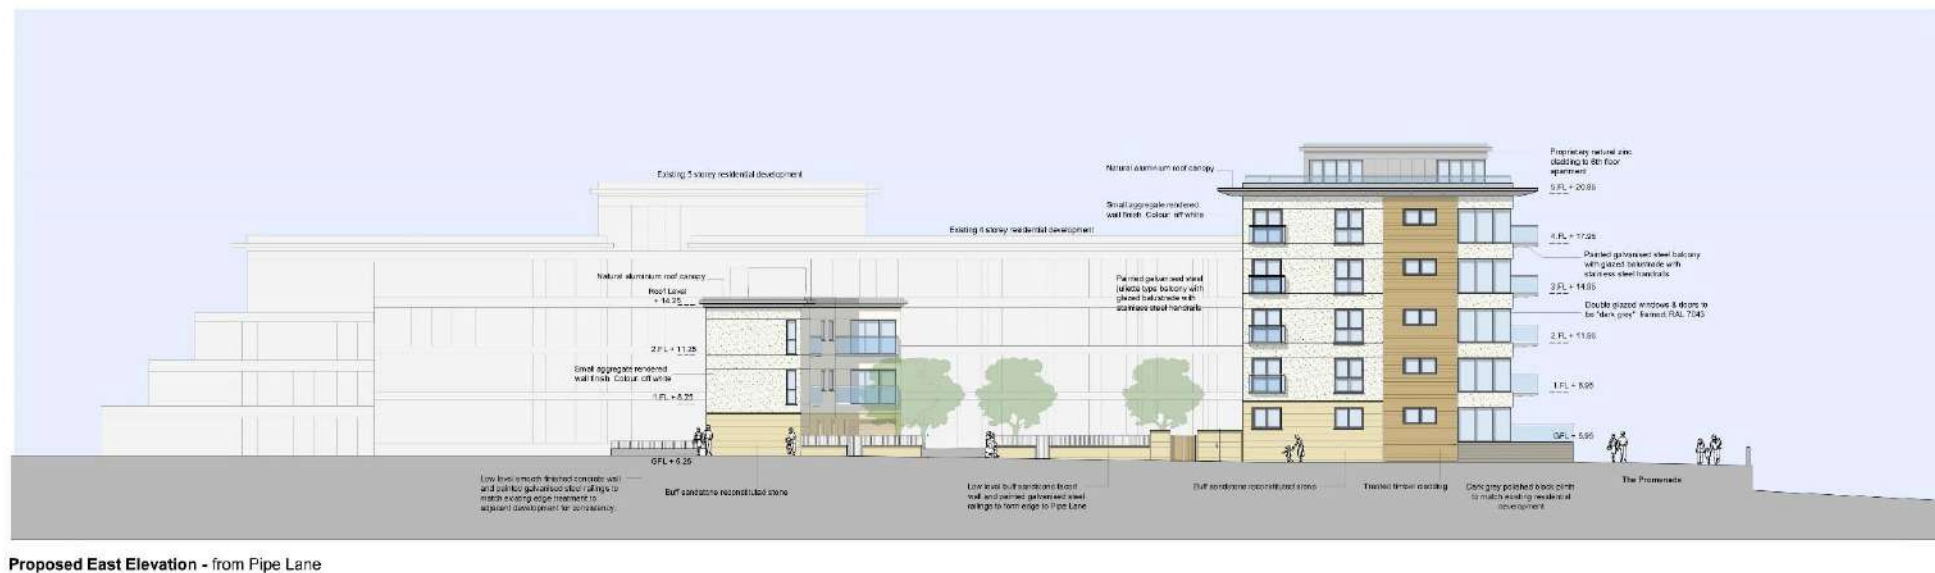 Existing 5 storey residential development
Existing 4 storey residential development
Natural aluminium roof canopy
Roof Level
+ 14.25
2.FL + 11.25
Small aggregate rendered
wall finish. Colour: off white
1.FL + 8.25
GFL + 5.25
Low level smooth finished concrete wall
and painted galvanised steel railings to
match existing edge treatment to
adjacent development for consistency.
Buff sandstone reconstituted stone
Natural aluminium roof canopy
Small aggregate rendered
wall finish. Colour: off white
Painted galvanised steel
juliette type balcony with
glazed balustrade with
stainless steel handrails
Low level buff sandstone faced
wall and painted galvanised steel
railings to form edge to Pipe Lane
Buff sandstone reconstituted stone
Treated timber cladding
Dark grey polished block plinth
to match existing residential
development
Proprietary natural zinc
cladding to 6th floor
apartment
5.FL + 20.95
4.FL + 17.95
Painted galvanised steel balcony
with glazed balustrade with
stainless steel handrails
3.FL + 14.95
Double glazed windows & doors to
be "dark grey" framed; RAL 7043
2.FL + 11.95
1.FL + 8.95
GFL + 5.95
The Promenade
Proposed East Elevation - from Pipe Lane